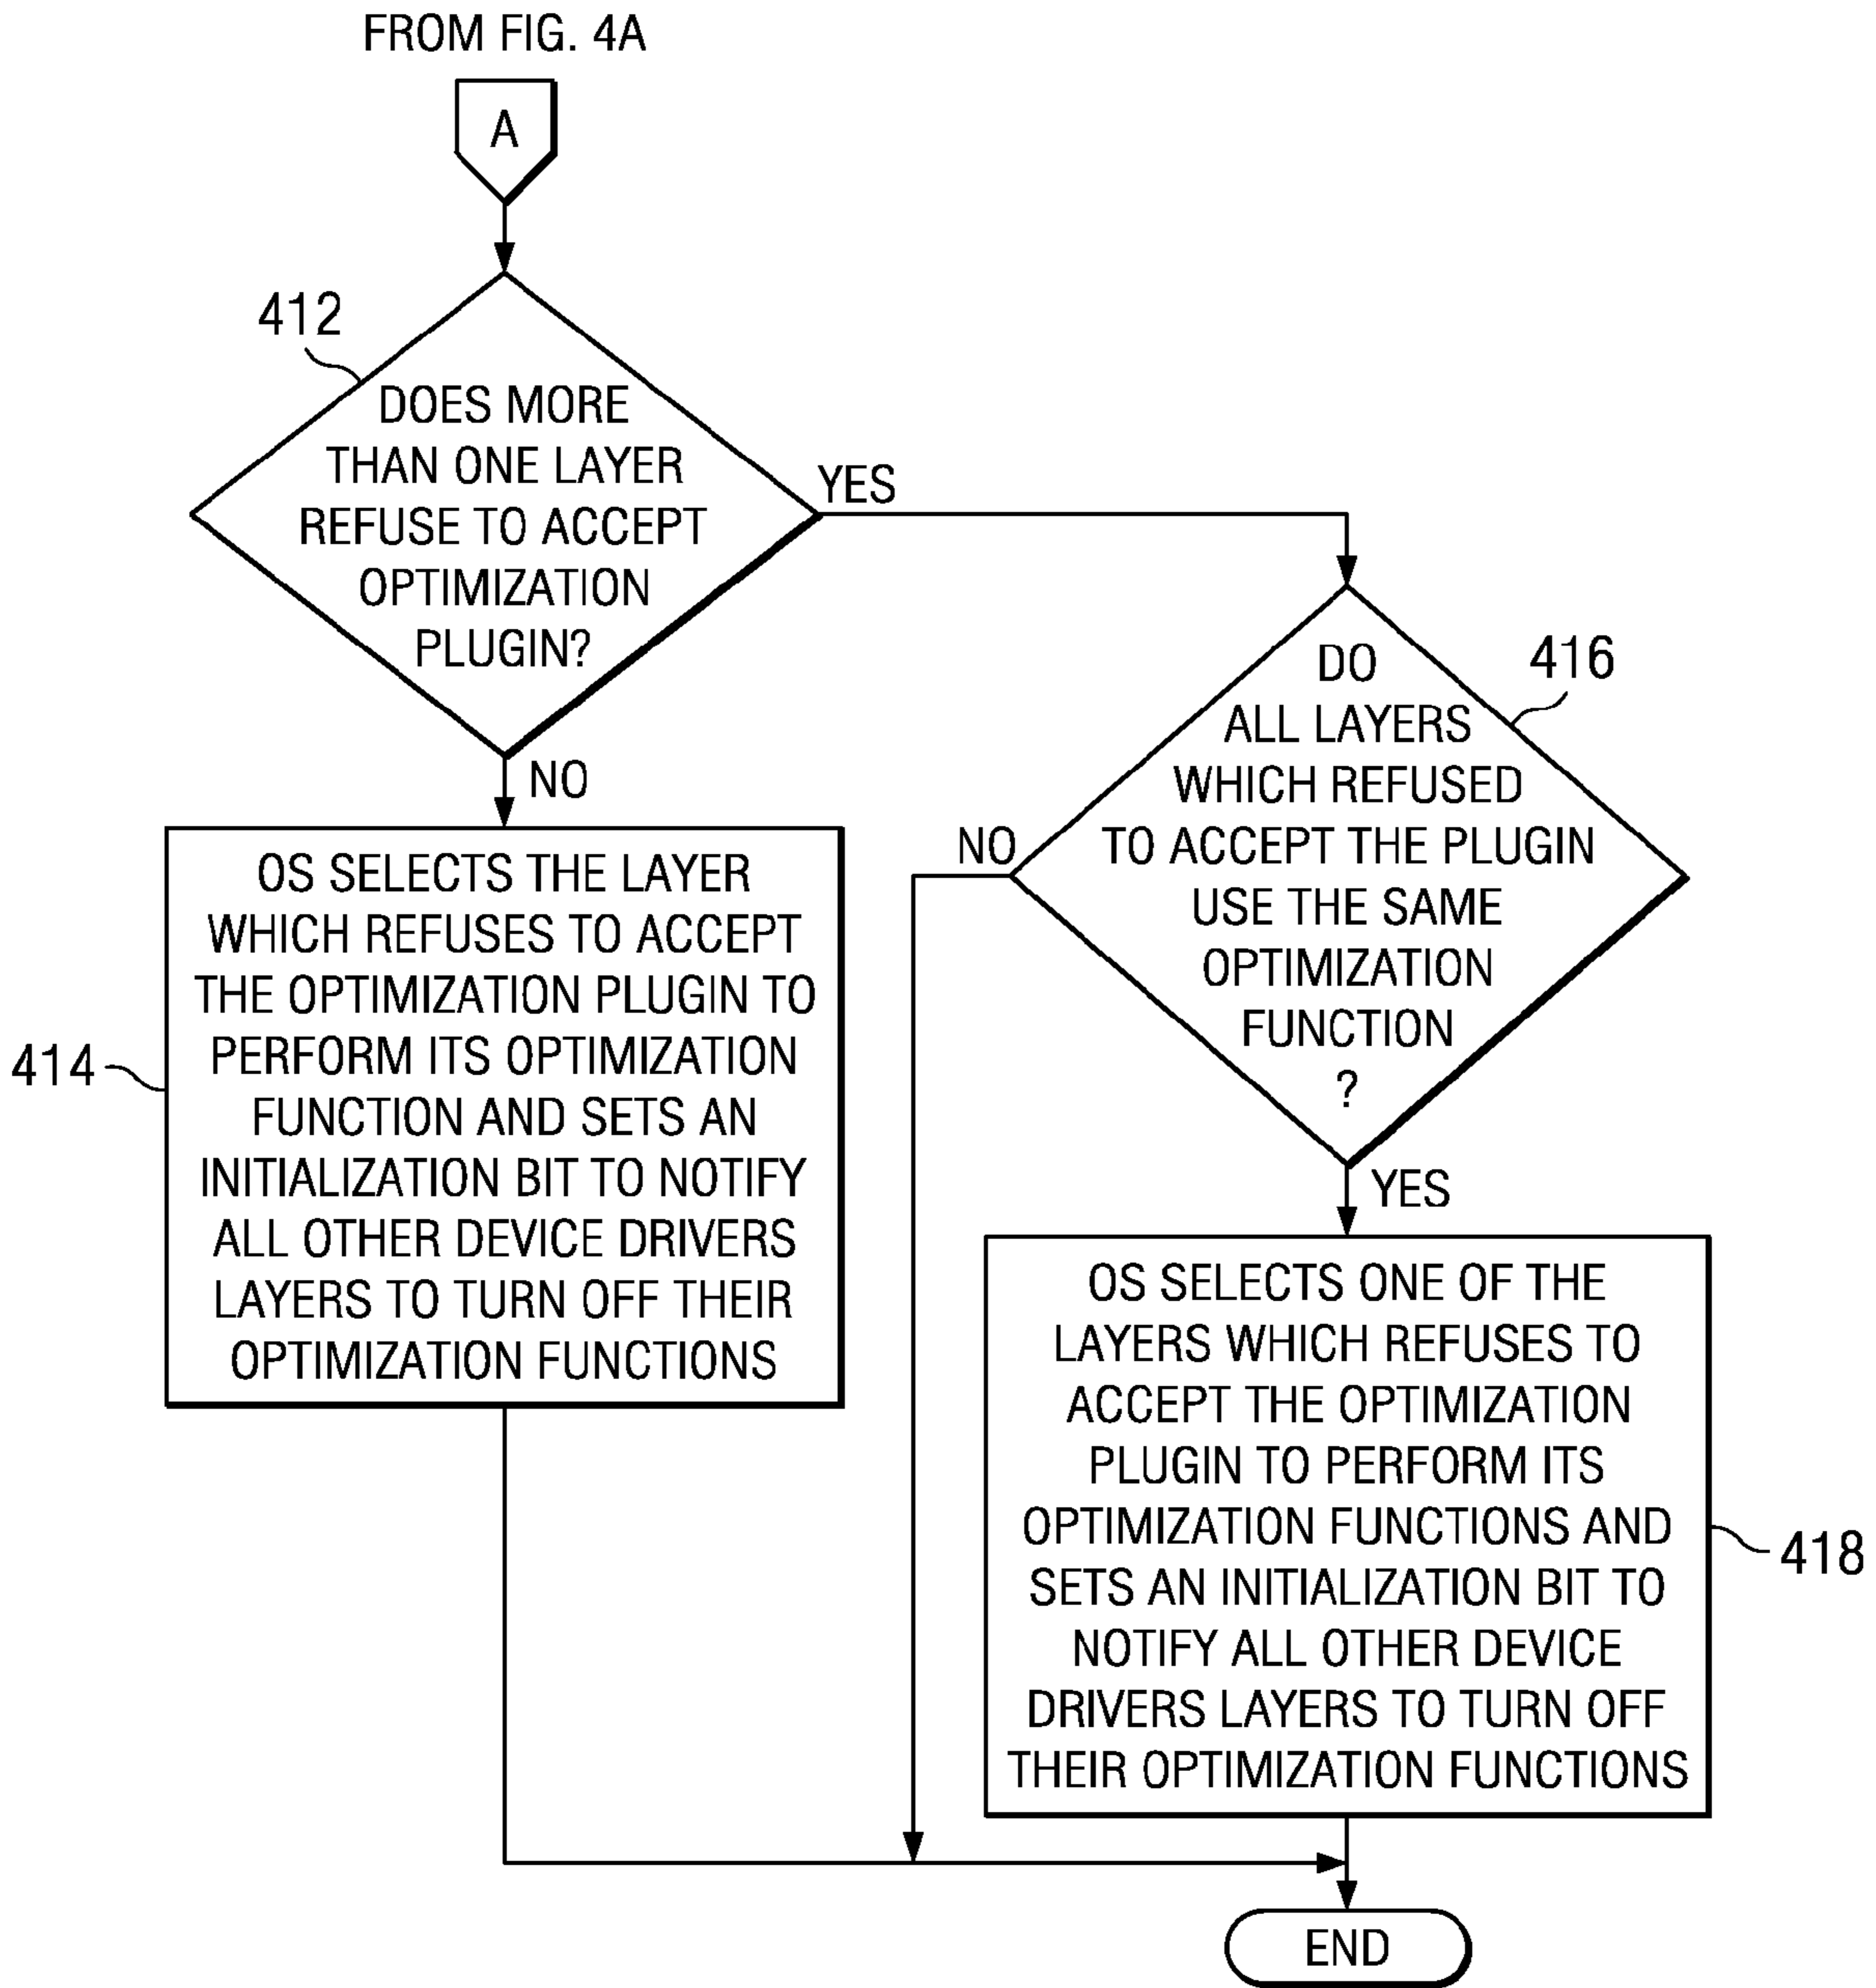 FROM FIG. 4A
A
412
DOES MORE
THAN ONE LAYER
REFUSE TO ACCEPT
OPTIMIZATION
PLUGIN?
YES
NO
416
DO
ALL LAYERS
WHICH REFUSED
TO ACCEPT THE PLUGIN
USE THE SAME
OPTIMIZATION
FUNCTION
?
NO
YES
414
OS SELECTS THE LAYER
WHICH REFUSES TO ACCEPT
THE OPTIMIZATION PLUGIN TO
PERFORM ITS OPTIMIZATION
FUNCTION AND SETS AN
INITIALIZATION BIT TO NOTIFY
ALL OTHER DEVICE DRIVERS
LAYERS TO TURN OFF THEIR
OPTIMIZATION FUNCTIONS
OS SELECTS ONE OF THE
LAYERS WHICH REFUSES TO
ACCEPT THE OPTIMIZATION
PLUGIN TO PERFORM ITS
OPTIMIZATION FUNCTIONS AND
SETS AN INITIALIZATION BIT TO
NOTIFY ALL OTHER DEVICE
DRIVERS LAYERS TO TURN OFF
THEIR OPTIMIZATION FUNCTIONS
418
END